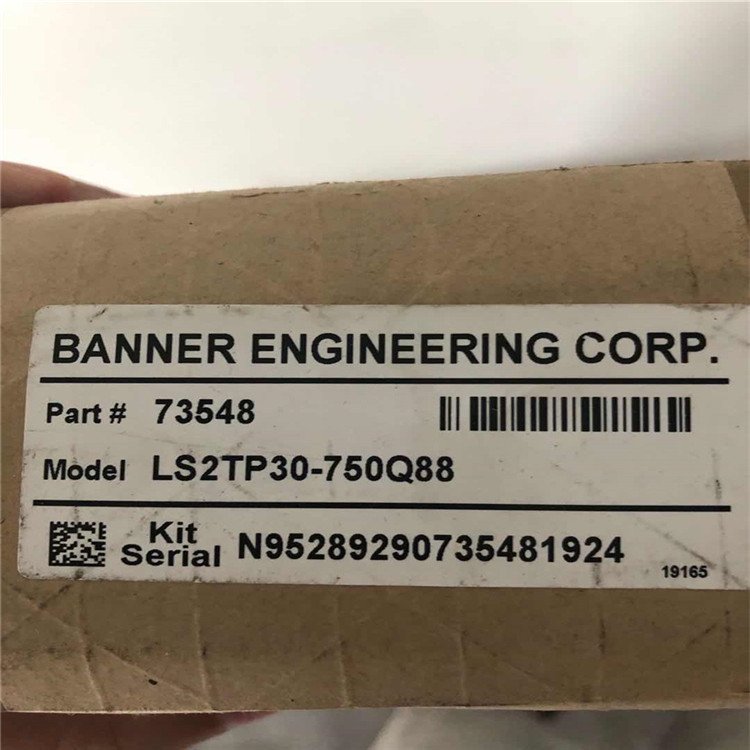 BANNER ENGINEERING CORP.
Part # 73548
Model LS2TP30-750Q88
Kit
Serial N95289290735481924
19165